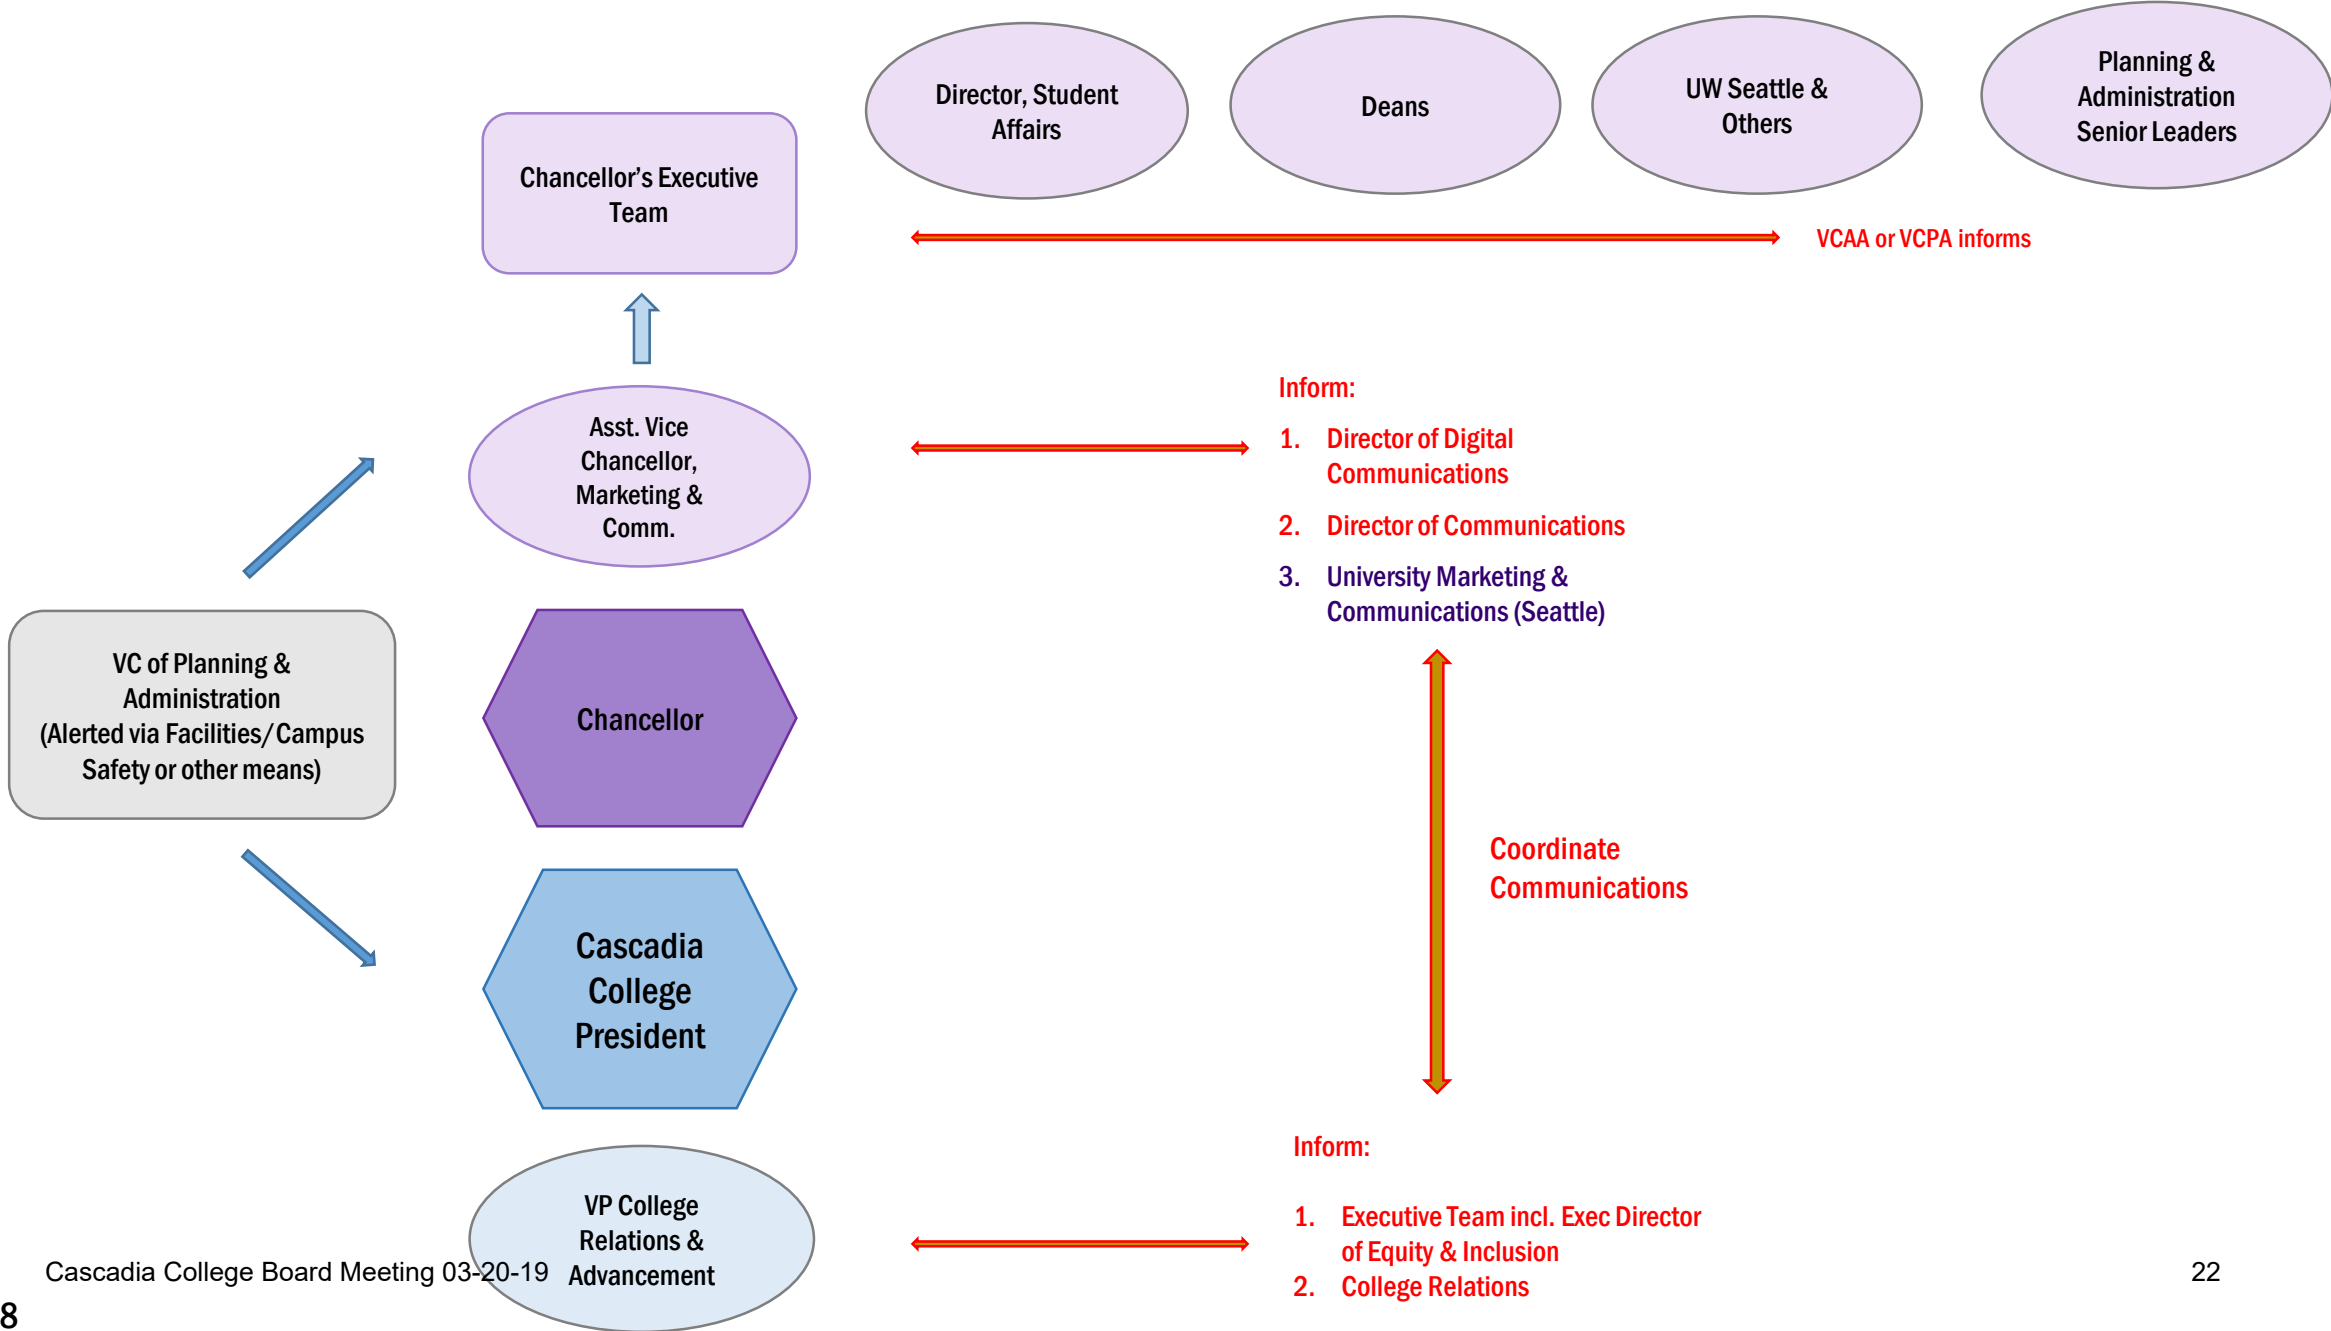 Director, Student
Affairs
Deans
UW Seattle &
Others
Planning &
Administration
Senior Leaders
Chancellor’s Executive
Team
VCAA or VCPA informs
Asst. Vice
Chancellor,
Marketing &
Comm.
Inform:
1. Director of Digital
Communications
2. Director of Communications
3. University Marketing &
Communications (Seattle)
VC of Planning &
Administration
(Alerted via Facilities/Campus
Safety or other means)
Chancellor
Coordinate
Communications
Cascadia
College
President
VP College
Relations &
Advancement
Inform:
1. Executive Team incl. Exec Director
of Equity & Inclusion
2. College Relations
Cascadia College Board Meeting 03-20-19
22
8